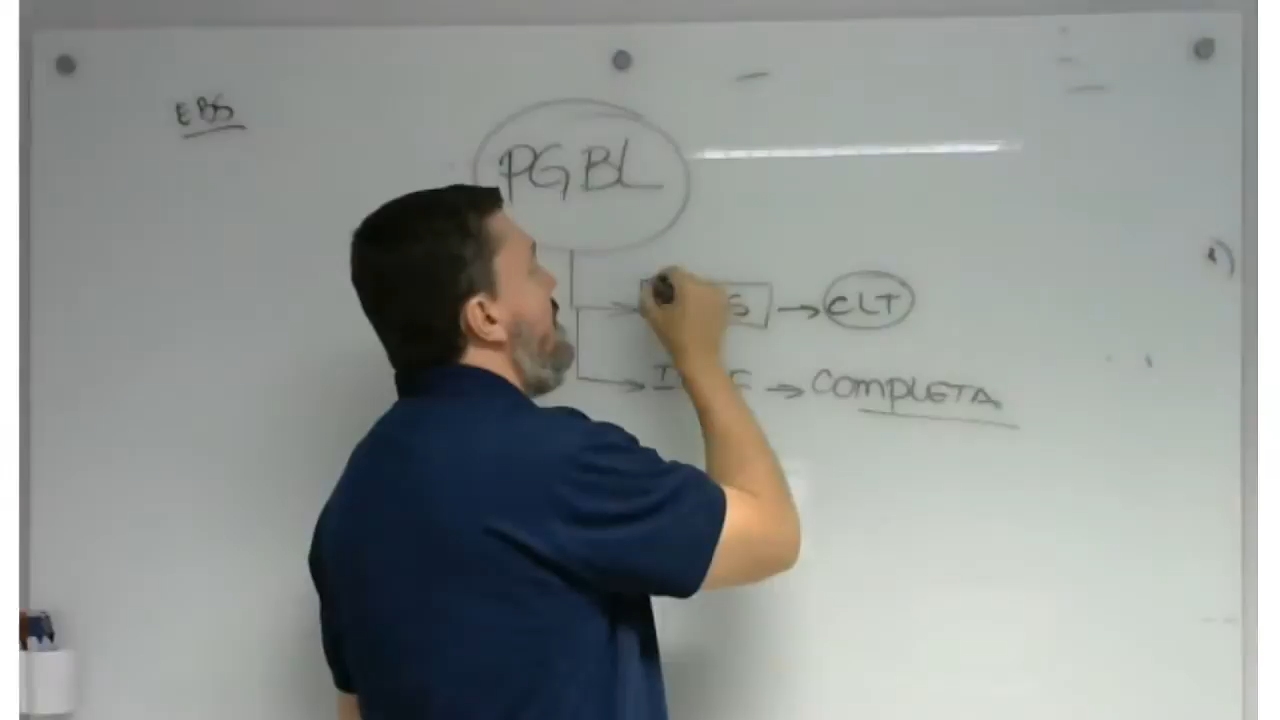 EBS
PGBL
→ CLT
→ COMPLETA